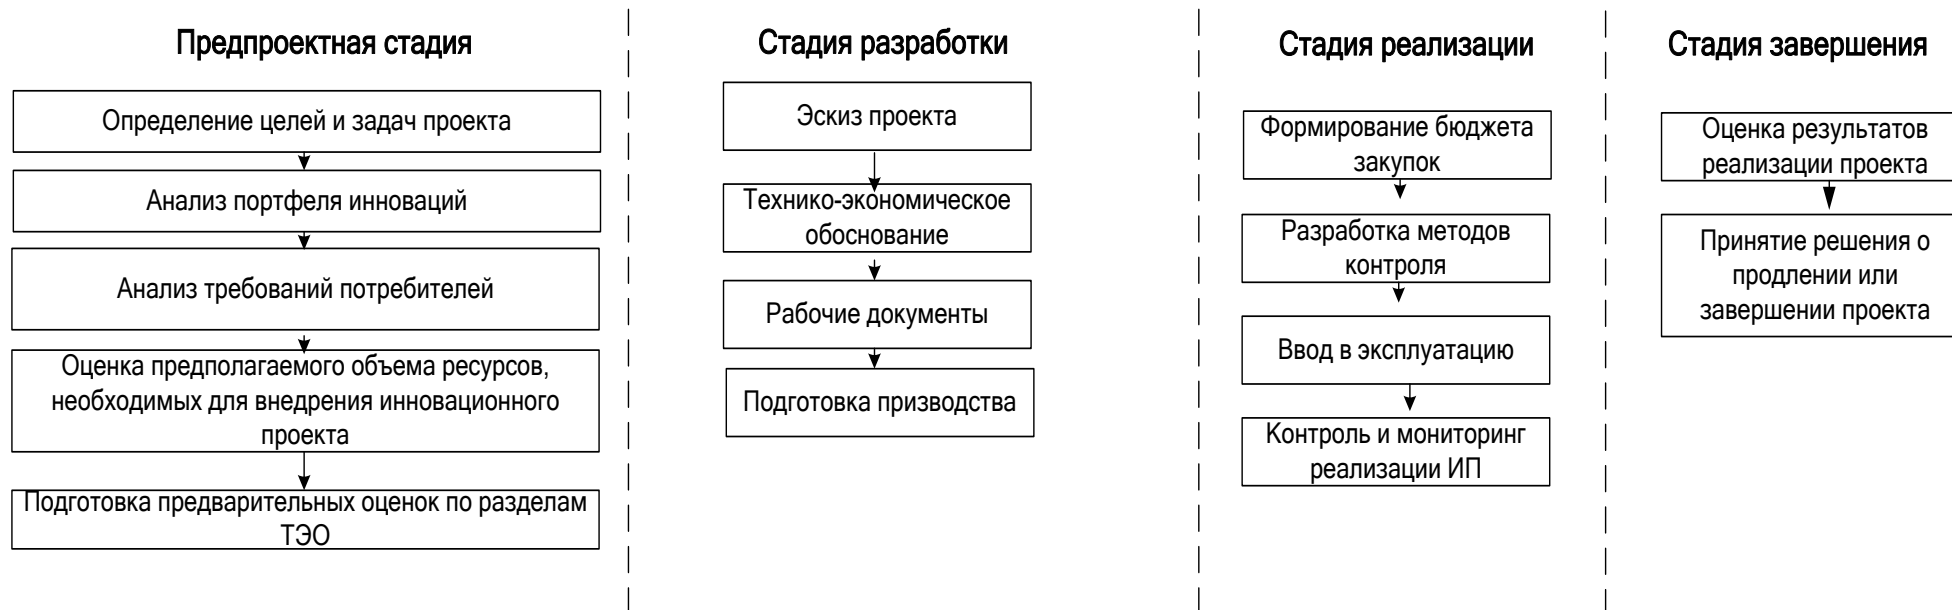 Предпроектная стадия
Определение целей и задач проекта
Анализ портфеля инноваций
Анализ требований потребителей
Оценка предполагаемого объема ресурсов,
необходимых для внедрения инновационного
проекта
Подготовка предварительных оценок по разделам
ТЭО
Стадия разработки
Эскиз проекта
Технико-экономическое
обоснование
Рабочие документы
Подготовка призводства
Стадия реализации
Формирование бюджета
закупок
Разработка методов
контроля
Ввод в эксплуатацию
Контроль и мониторинг
реализации ИП
Стадия завершения
Оценка результатов
реализации проекта
Принятие решения о
продлении или
завершении проекта